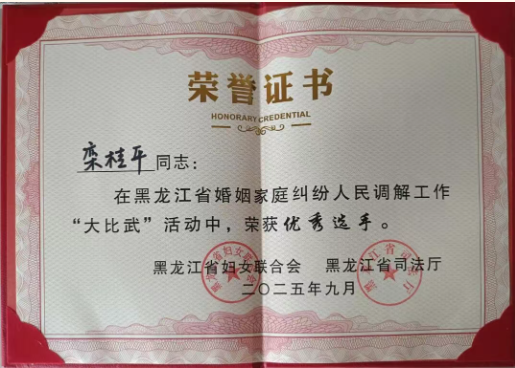 荣誉证书
HONORARY CREDENTIAL
栾桂平同志：
在黑龙江省婚姻家庭纠纷人民调解工作
“大比武”活动中，荣获优秀选手。
黑龙江省妇女联合会 黑龙江省司法厅
二〇二五年九月